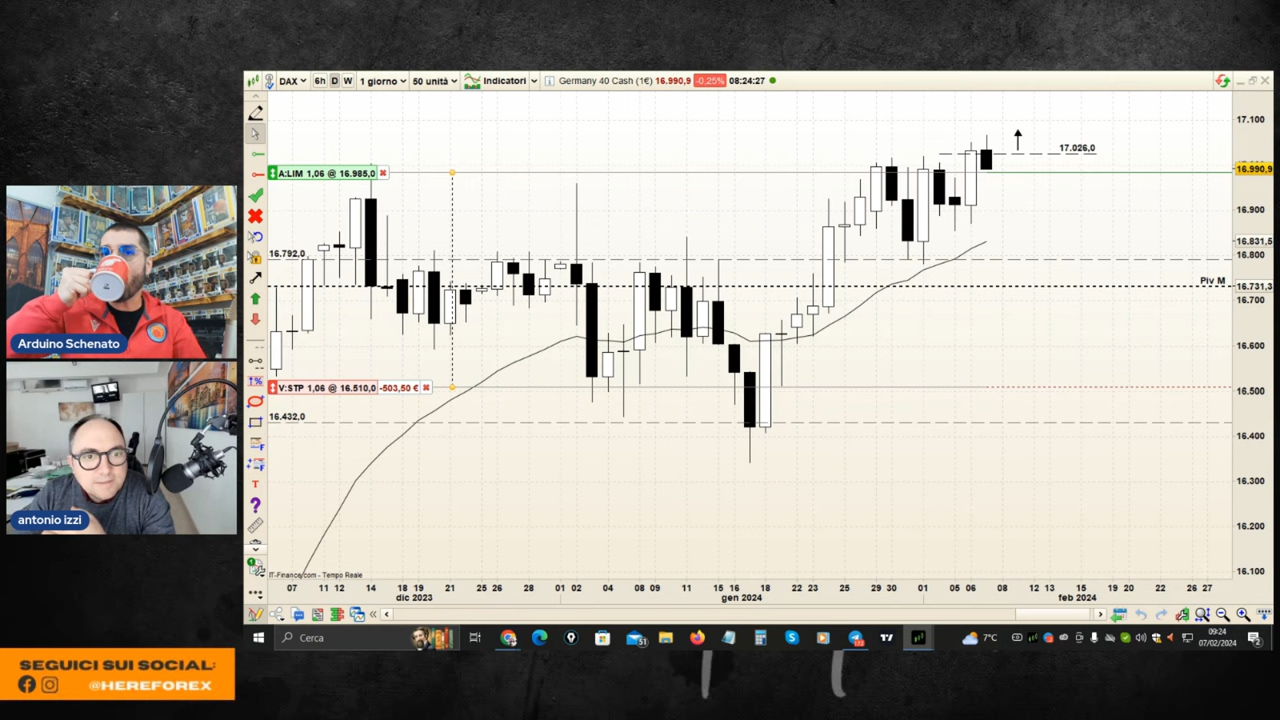 DAX 6h D W 1 giorno 50 unità Indicatori Germany 40 Cash (1€) 16.990,9 -0,25% 08:24:27
17.100
17.026,0
A:LIM 1,06 @ 16.985,0
16.990,9
16.900
16.831,5
16.792,0
16.800
Piv M
16.731,3
16.700
16.600
16.500
V:STP 1,06 @ 16.510,0 -503,50 €
16.432,0
16.400
16.300
16.200
16.100
IT-Finance.com - Tempo Reale
07 11 12 14 18 19 21 25 26 28 01 02 04 08 09 11 15 16 18 22 23 25 29 30 01 05 06 08 12 13 15 19 20 22 26 27
dic 2023 gen 2024 feb 2024
Arduino Schenato
antonio izzi
Cerca
51
7°C
09:24
07/02/2024
SEGUICI SUI SOCIAL:
@HEREFOREX